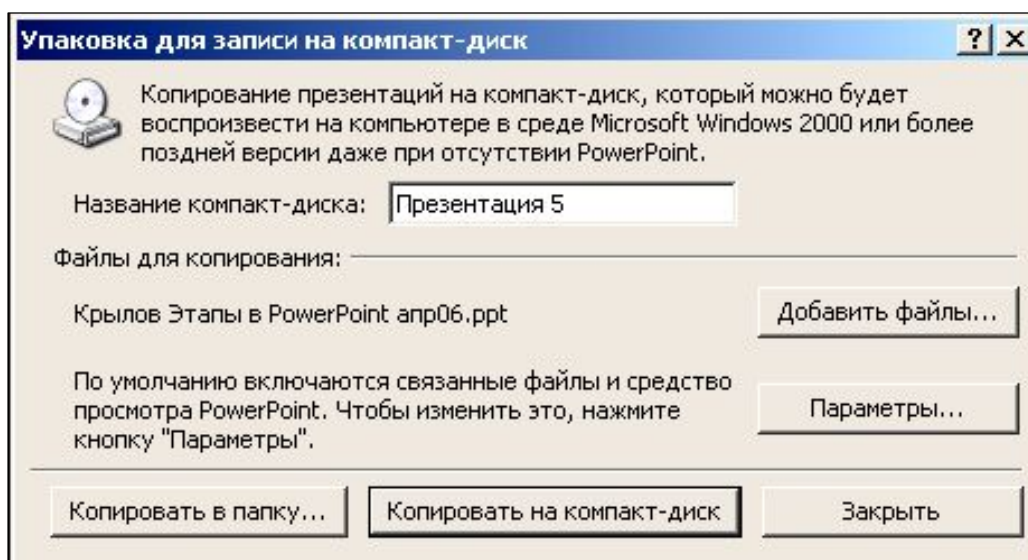 Упаковка для записи на компакт-диск
Копирование презентаций на компакт-диск, который можно будет
воспроизвести на компьютере в среде Microsoft Windows 2000 или более
поздней версии даже при отсутствии PowerPoint.
Название компакт-диска: Презентация 5
Файлы для копирования:
Крылов Этапы в PowerPoint апр06.ppt
Добавить файлы...
По умолчанию включаются связанные файлы и средство
просмотра PowerPoint. Чтобы изменить это, нажмите
кнопку "Параметры".
Параметры...
Копировать в папку... Копировать на компакт-диск Закрыть